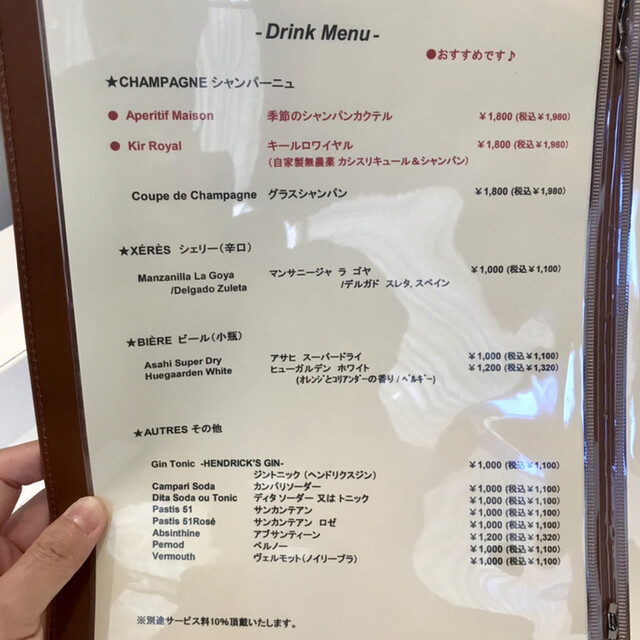 - Drink Menu -
●おすすめです♪
★CHAMPAGNE シャンパーニュ
● Aperitif Maison 季節のシャンパンカクテル ￥1,800 (税込￥1,980)
● Kir Royal キールロワイヤル ￥1,800 (税込￥1,980)
（自家製無農薬 カシスリキュール＆シャンパン）
Coupe de Champagne グラスシャンパン ￥1,800 (税込￥1,980)
★XÉRÈS シェリー（辛口）
Manzanilla La Goya マンサニージャ ラ ゴヤ ￥1,000 (税込￥1,100)
/Delgado Zuleta /デルガド スレタ, スペイン
★BIÈRE ビール（小瓶）
Asahi Super Dry アサヒ スーパードライ ￥1,000 (税込￥1,100)
Huegaarden White ヒューガルデン ホワイト ￥1,200 (税込￥1,320)
(オレンジとコリアンダーの香り / ベルギー)
★AUTRES その他
Gin Tonic -HENDRICK'S GIN- ￥1,000 (税込￥1,100)
ジントニック（ヘンドリクスジン）
Campari Soda カンパリソーダー ￥1,000 (税込￥1,100)
Dita Soda ou Tonic ディタ ソーダー 又は トニック ￥1,000 (税込￥1,100)
Pastis 51 サンカンテアン ￥1,000 (税込￥1,100)
Pastis 51Rosé サンカンテアン ロゼ ￥1,000 (税込￥1,100)
Absinthine アブサンティーン ￥1,200 (税込￥1,320)
Pernod ペルノー ￥1,000 (税込￥1,100)
Vermouth ヴェルモット（ノイリープラ） ￥1,000 (税込￥1,100)
※別途サービス料10%頂戴いたします。